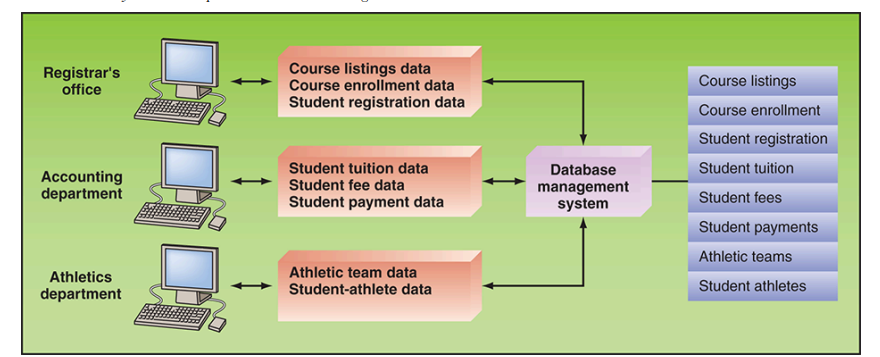 Registrar's
office
Course listings data
Course enrollment data
Student registration data
Accounting
department
Student tuition data
Student fee data
Student payment data
Athletics
department
Athletic team data
Student-athlete data
Database
management
system
Course listings
Course enrollment
Student registration
Student tuition
Student fees
Student payments
Athletic teams
Student athletes